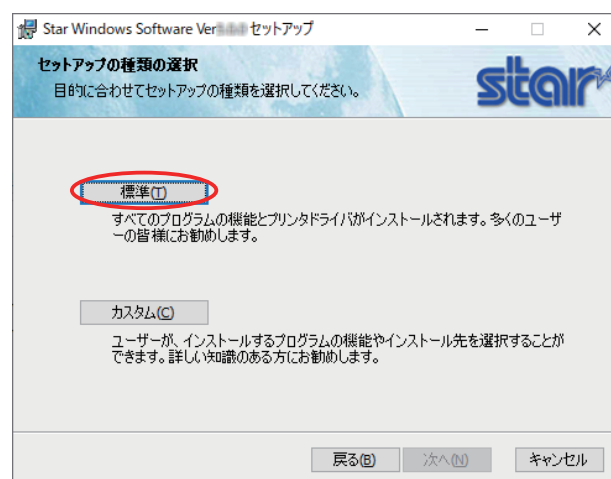 Star Windows Software Ver セットアップ
セットアップの種類の選択
目的に合わせてセットアップの種類を選択してください。
star
標準(T)
すべてのプログラムの機能とプリンタドライバがインストールされます。多くのユーザ
ーの皆様にお勧めします。
カスタム(C)
ユーザーが、インストールするプログラムの機能やインストール先を選択することが
できます。詳しい知識のある方にお勧めします。
戻る(B) 次へ(N) キャンセル